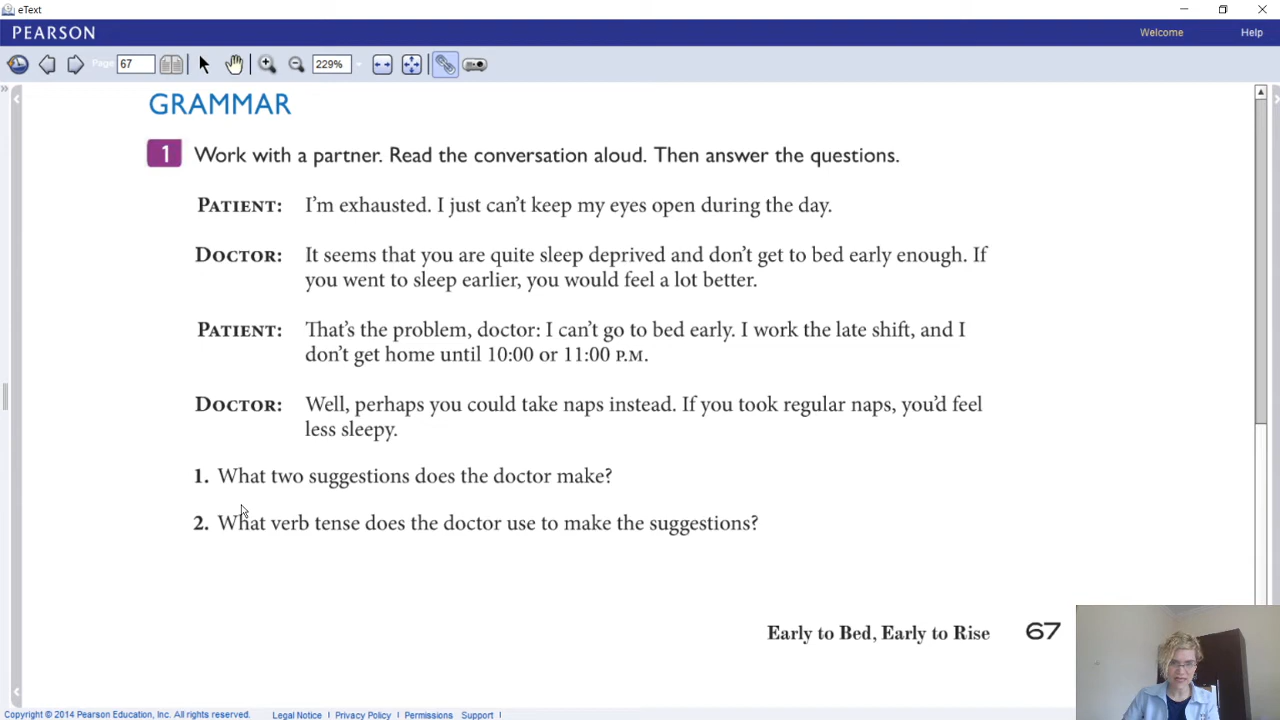 eText
PEARSON
Welcome Help
Page 67 229%
GRAMMAR
1 Work with a partner. Read the conversation aloud. Then answer the questions.
PATIENT: I'm exhausted. I just can't keep my eyes open during the day.
DOCTOR: It seems that you are quite sleep deprived and don't get to bed early enough. If
you went to sleep earlier, you would feel a lot better.
PATIENT: That's the problem, doctor: I can't go to bed early. I work the late shift, and I
don't get home until 10:00 or 11:00 P.M.
DOCTOR: Well, perhaps you could take naps instead. If you took regular naps, you'd feel
less sleepy.
1. What two suggestions does the doctor make?
2. What verb tense does the doctor use to make the suggestions?
Early to Bed, Early to Rise 67
Copyright © 2014 Pearson Education, Inc. All rights reserved. Legal Notice | Privacy Policy | Permissions Support |